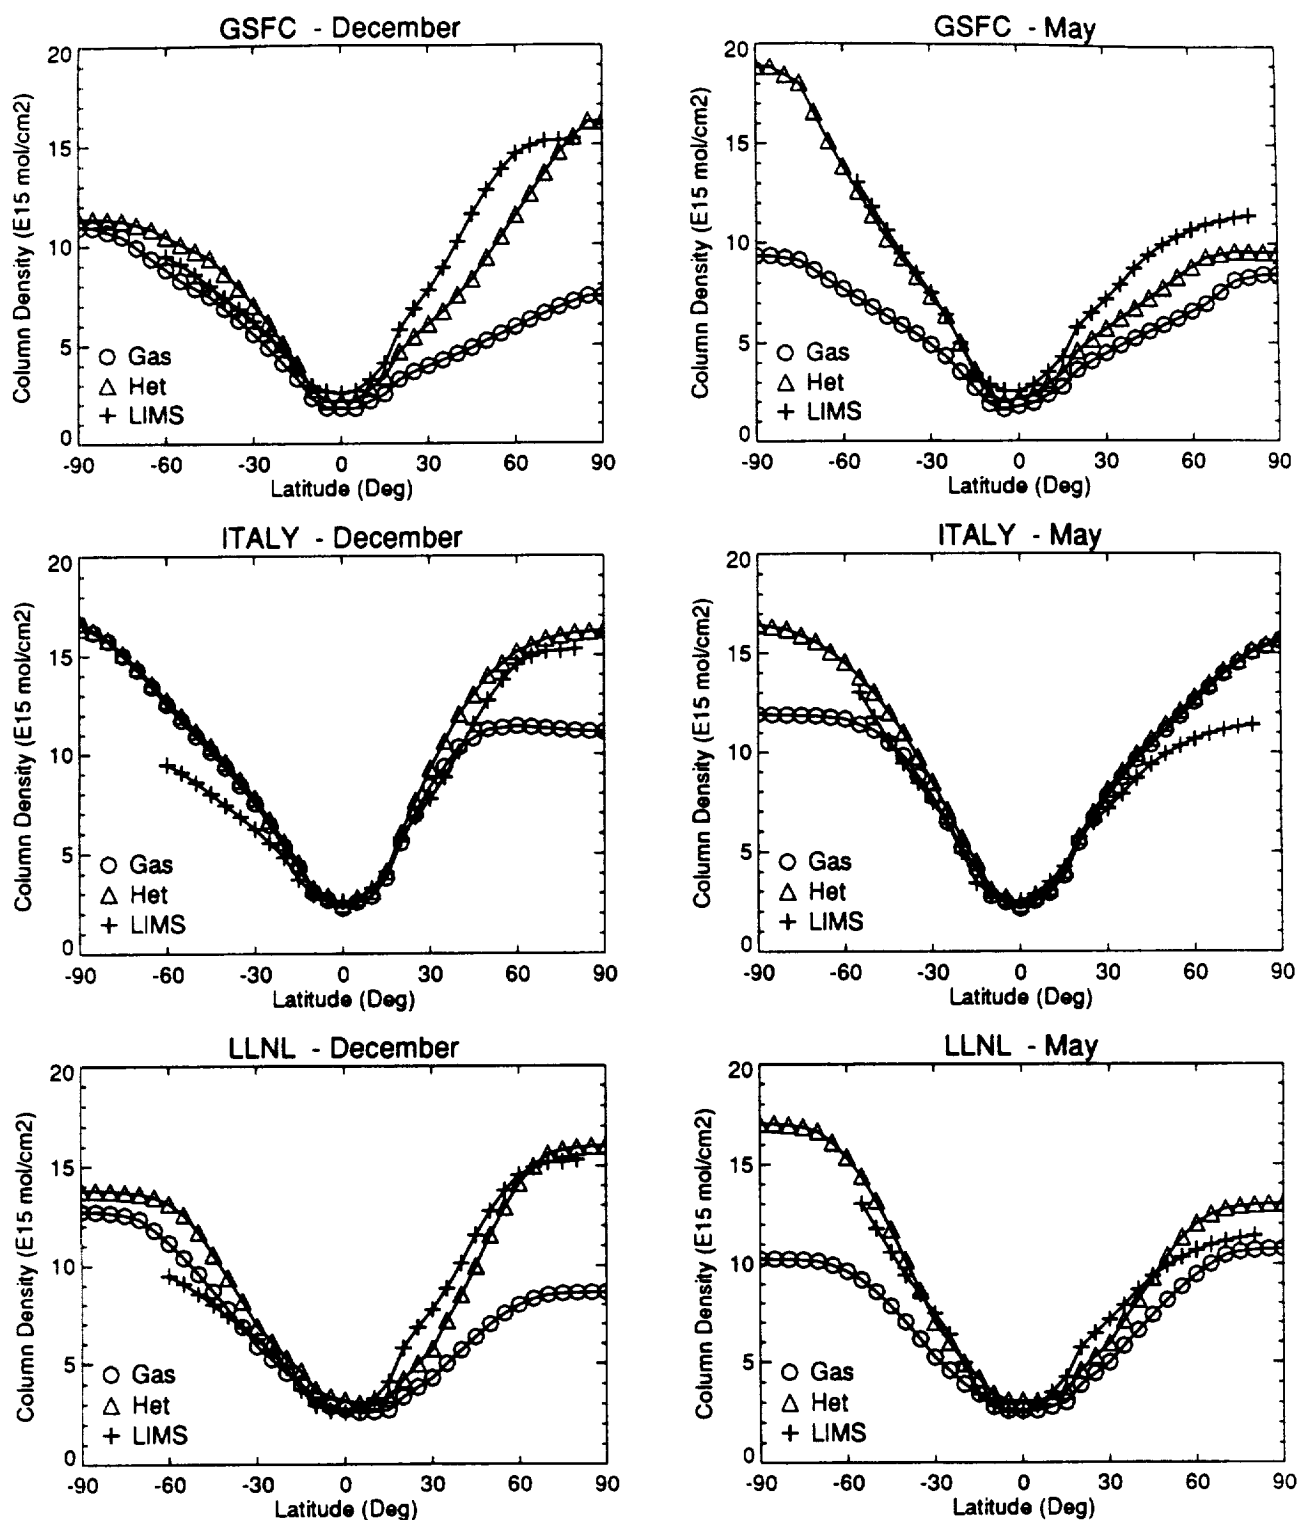 GSFC - December
Column Density (E15 mol/cm2)
20
15
10
5
0
Gas
Het
LIMS
-90 -60 -30 0 30 60 90
Latitude (Deg)
GSFC - May
Column Density (E15 mol/cm2)
20
15
10
5
0
Gas
Het
LIMS
-90 -60 -30 0 30 60 90
Latitude (Deg)
ITALY - December
Column Density (E15 mol/cm2)
20
15
10
5
0
Gas
Het
LIMS
-90 -60 -30 0 30 60 90
Latitude (Deg)
ITALY - May
Column Density (E15 mol/cm2)
20
15
10
5
0
Gas
Het
LIMS
-90 -60 -30 0 30 60 90
Latitude (Deg)
LLNL - December
Column Density (E15 mol/cm2)
20
15
10
5
0
Gas
Het
LIMS
-90 -60 -30 0 30 60 90
Latitude (Deg)
LLNL - May
Column Density (E15 mol/cm2)
20
15
10
5
0
Gas
Het
LIMS
-90 -60 -30 0 30 60 90
Latitude (Deg)